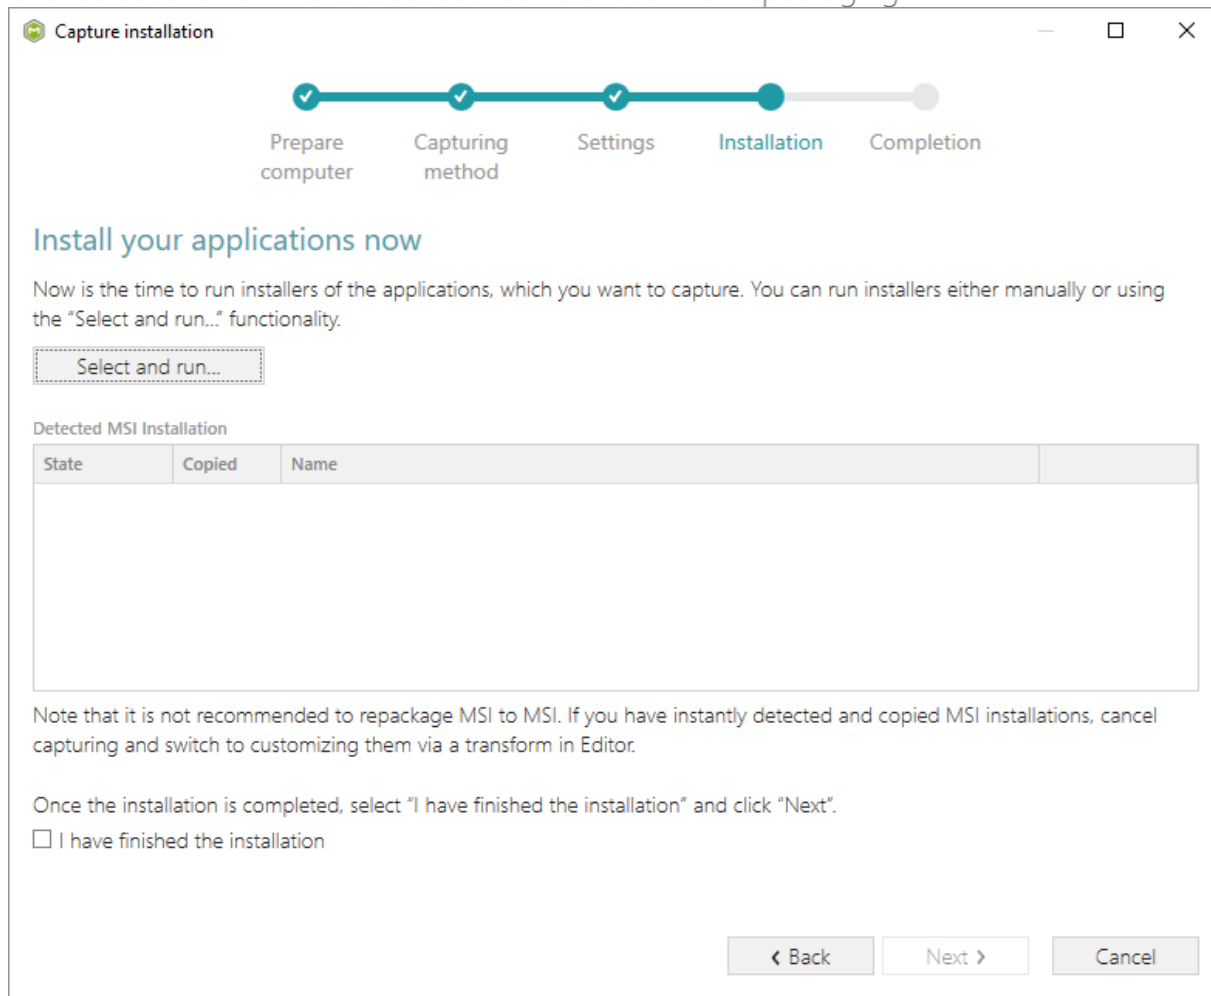 Capture installation
Prepare computer
Capturing method
Settings
Installation
Completion
Install your applications now
Now is the time to run installers of the applications, which you want to capture. You can run installers either manually or using
the “Select and run...” functionality.
Select and run...
Detected MSI Installation
State Copied Name
Note that it is not recommended to repackage MSI to MSI. If you have instantly detected and copied MSI installations, cancel
capturing and switch to customizing them via a transform in Editor.
Once the installation is completed, select “I have finished the installation” and click “Next”.
I have finished the installation
Back Next Cancel